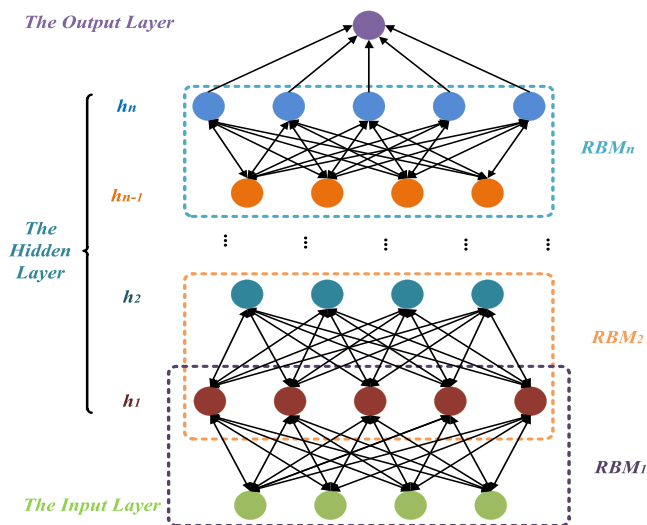 The Output Layer
hn
RBMn
hn-1
The
Hidden
Layer
h2
RBM2
h1
RBM1
The Input Layer